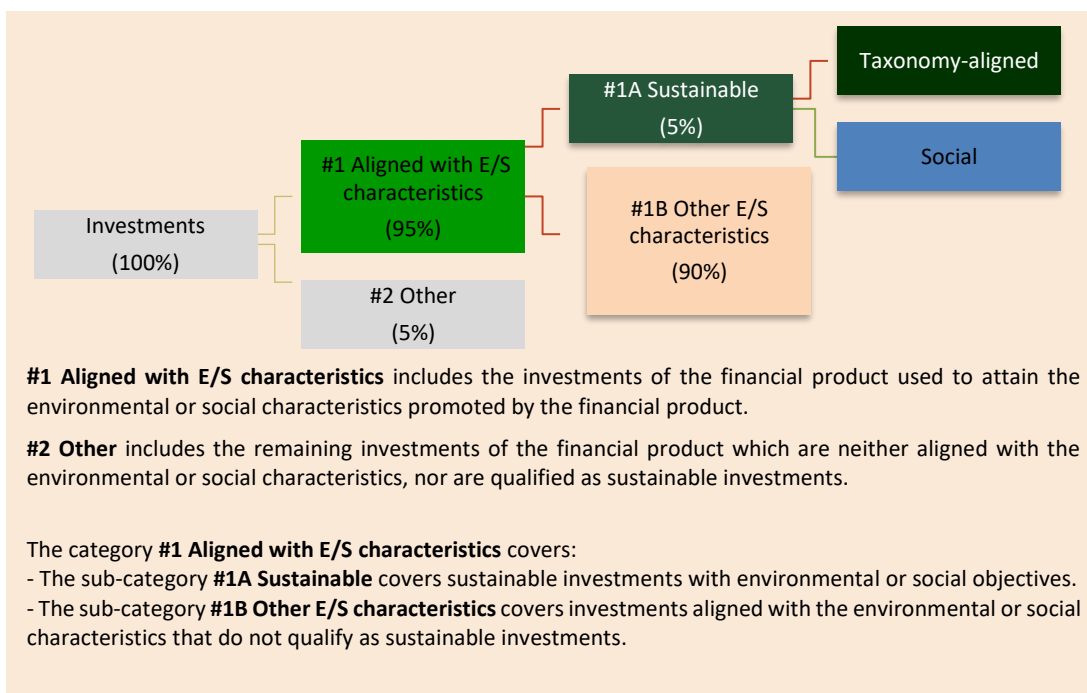 Taxonomy-aligned
#1A Sustainable
(5%)
Social
#1 Aligned with E/S
characteristics
(95%)
#1B Other E/S
characteristics
(90%)
Investments
(100%)
#2 Other
(5%)
#1 Aligned with E/S characteristics includes the investments of the financial product used to attain the
environmental or social characteristics promoted by the financial product.
#2 Other includes the remaining investments of the financial product which are neither aligned with the
environmental or social characteristics, nor are qualified as sustainable investments.
The category #1 Aligned with E/S characteristics covers:
- The sub-category #1A Sustainable covers sustainable investments with environmental or social objectives.
- The sub-category #1B Other E/S characteristics covers investments aligned with the environmental or social
characteristics that do not qualify as sustainable investments.